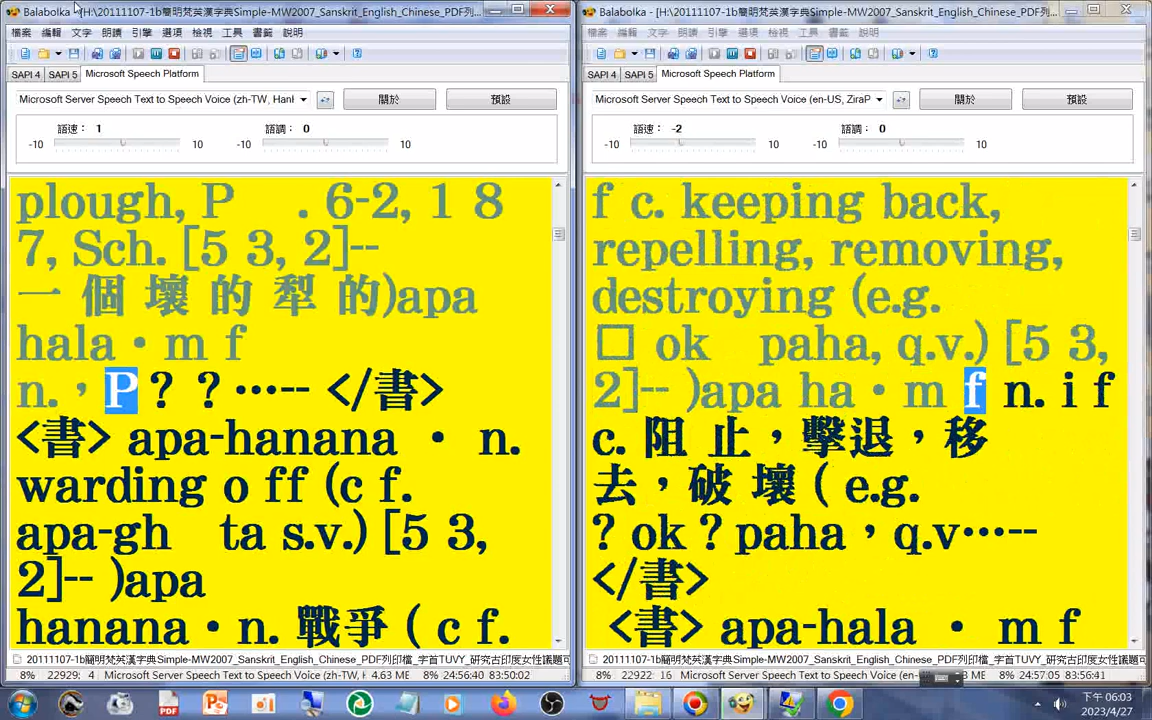 Balabolka - [H:\20111107-1b簡明梵英漢字典Simple-MW2007_Sanskrit_English_Chinese_PDF列...
檔案 編輯 文字 朗讀 引擎 選項 檢視 工具 書籤 說明
SAPI 4 SAPI 5 Microsoft Speech Platform
Microsoft Server Speech Text to Speech Voice (zh-TW, Hanl
關於 預設
語速： 1 語調： 0
-10 10 -10 10
plough, P . 6-2, 1 8
7, Sch. [5 3, 2]--
一 個 壞 的 犁 的)apa
hala・m f
n.，P？？…-- </書>
<書> apa-hanana ・ n.
warding o ff (c f.
apa-gh ta s.v.) [5 3,
2]-- )apa
hanana・n. 戰爭 ( c f.
20111107-1b簡明梵英漢字典Simple-MW2007_Sanskrit_English_Chinese_PDF列印檔_字首TUVY_研究古印度女性議題可
8% 22929: 4 Microsoft Server Speech Text to Speech Voice (zh-TW, H 4.63 ME 8% 24:56:40 83:50:02
Balabolka - [H:\20111107-1b簡明梵英漢字典Simple-MW2007_Sanskrit_English_Chinese_PDF列印...
檔案 編輯 文字 朗讀 引擎 選項 檢視 工具 書籤 說明
SAPI 4 SAPI 5 Microsoft Speech Platform
Microsoft Server Speech Text to Speech Voice (en-US, ZiraP
關於 預設
語速： -2 語調： 0
-10 10 -10 10
f c. keeping back,
repelling, removing,
destroying (e.g.
□ ok paha, q.v.) [5 3,
2]-- )apa ha・m f n. i f
c. 阻 止，擊退，移
去，破 壞 ( e.g.
？ok？paha，q.v…--
</書>
<書> apa-hala ・ m f
20111107-1b簡明梵英漢字典Simple-MW2007_Sanskrit_English_Chinese_PDF列印檔_字首TUVY_研究古印度女性議題可
8% 22922: 16 Microsoft Server Speech Text to Speech Voice ME 8% 24:57:05 83:56:41
下午 06:03
2023/4/27